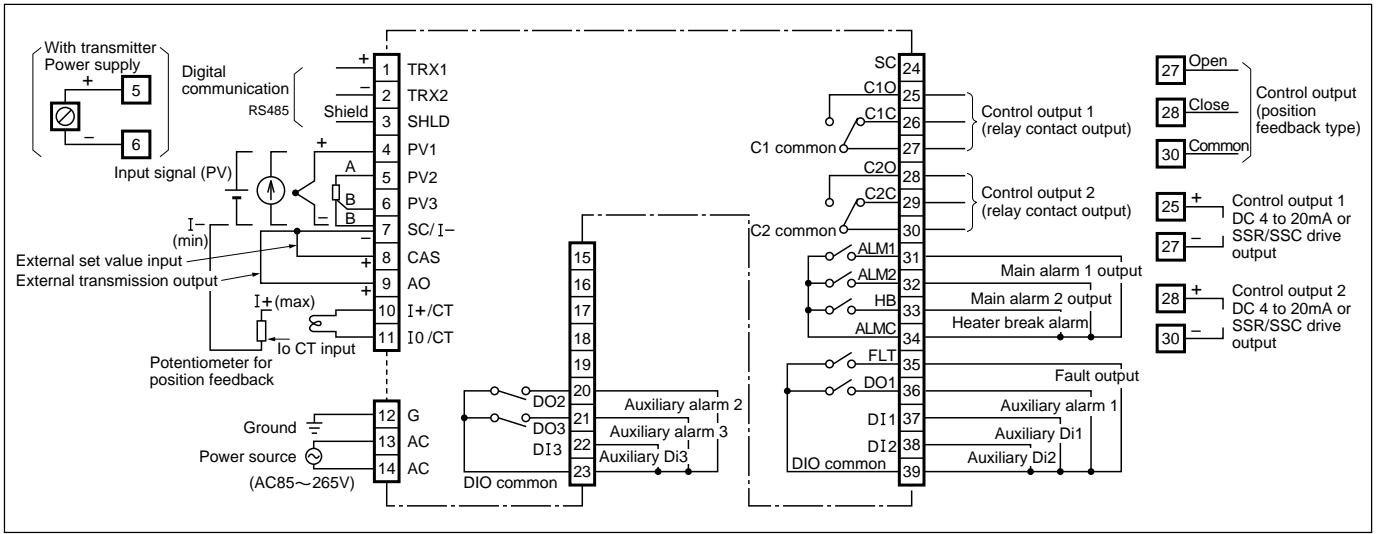 With transmitter
Power supply
+
5
−
6
Digital
communication
RS485
Shield
+
−
1 TRX1
2 TRX2
3 SHLD
4 PV1
5 PV2
6 PV3
7 SC/I−
8 CAS
9 AO
10 I+/CT
11 I0/CT
Input signal (PV)
+
A
B
B
−
I−
(min)
−
+
+
External set value input
External transmission output
I+(max)
Io CT input
Potentiometer for
position feedback
Ground
Power source
(AC85～265V)
12 G
13 AC
14 AC
15
16
17
18
19
20
21
22
23
DO2
DO3
DI3
DIO common
Auxiliary alarm 2
Auxiliary alarm 3
Auxiliary Di3
SC 24
C1O 25
C1C 26
C1 common 27
C2O 28
C2C 29
C2 common 30
ALM1 31
ALM2 32
HB 33
ALMC 34
FLT 35
DO1 36
DI1 37
DI2 38
DIO common 39
Control output 1
(relay contact output)
Control output 2
(relay contact output)
Main alarm 1 output
Main alarm 2 output
Heater break alarm
Fault output
Auxiliary alarm 1
Auxiliary Di1
Auxiliary Di2
27 Open
28 Close
30 Common
Control output
(position
feedback type)
25 +
27 −
Control output 1
DC 4 to 20mA or
SSR/SSC drive
output
28 +
30 −
Control output 2
DC 4 to 20mA or
SSR/SSC drive
output